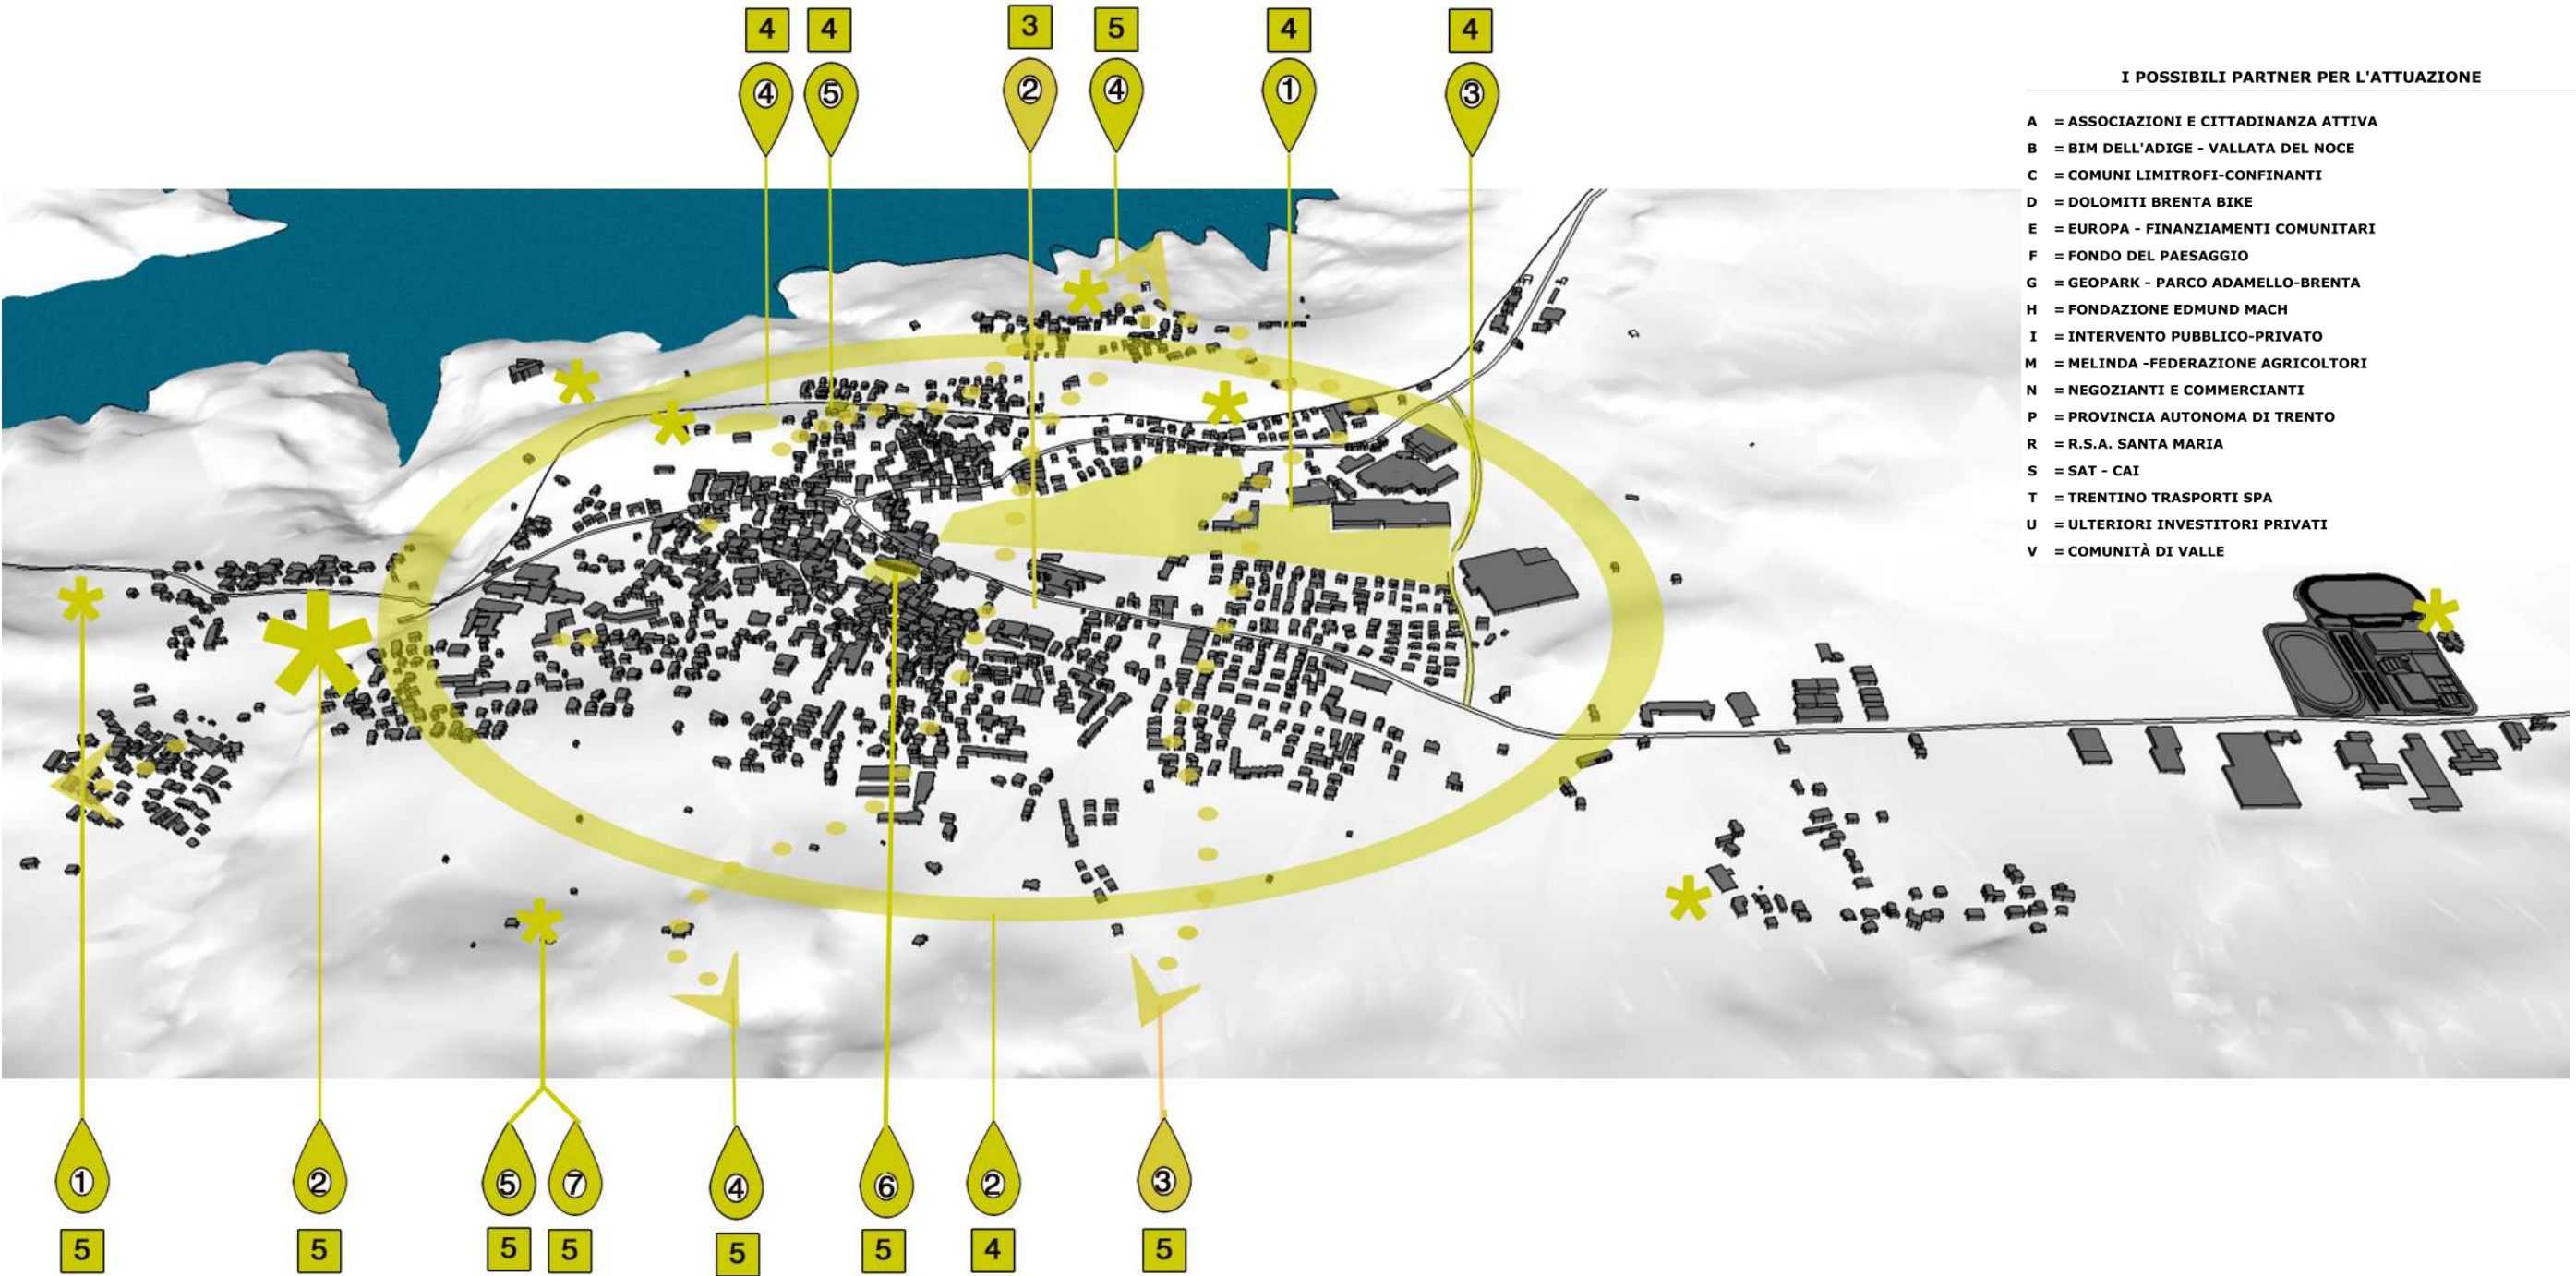 4 4 3 5 4 4
④ ⑤ ② ④ ① ③
I POSSIBILI PARTNER PER L'ATTUAZIONE
A = ASSOCIAZIONI E CITTADINANZA ATTIVA
B = BIM DELL'ADIGE - VALLATA DEL NOCE
C = COMUNI LIMITROFI-CONFINANTI
D = DOLOMITI BRENTA BIKE
E = EUROPA - FINANZIAMENTI COMUNITARI
F = FONDO DEL PAESAGGIO
G = GEOPARK - PARCO ADAMELLO-BRENTA
H = FONDAZIONE EDMUND MACH
I = INTERVENTO PUBBLICO-PRIVATO
M = MELINDA -FEDERAZIONE AGRICOLTORI
N = NEGOZIANTI E COMMERCIANTI
P = PROVINCIA AUTONOMA DI TRENTO
R = R.S.A. SANTA MARIA
S = SAT - CAI
T = TRENTINO TRASPORTI SPA
U = ULTERIORI INVESTITORI PRIVATI
V = COMUNITÀ DI VALLE
① ② ⑤ ⑦ ④ ⑥ ② ③
5 5 5 5 5 5 4 5